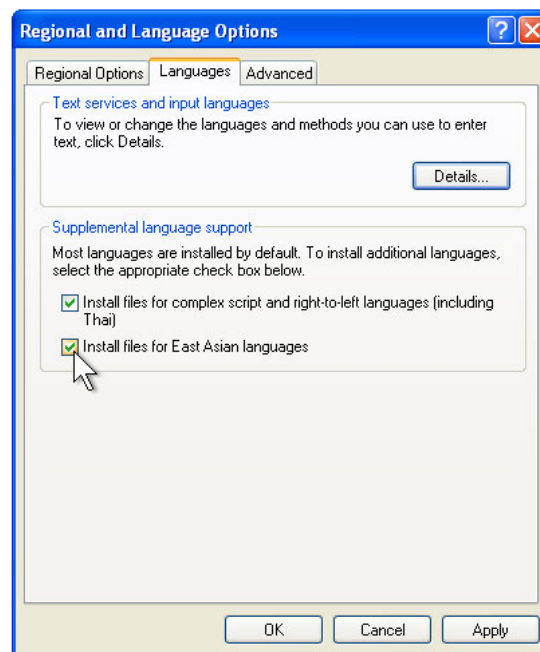 Regional and Language Options
Regional Options Languages Advanced
Text services and input languages
To view or change the languages and methods you can use to enter
text, click Details.
Details...
Supplemental language support
Most languages are installed by default. To install additional languages,
select the appropriate check box below.
Install files for complex script and right-to-left languages (including
Thai)
Install files for East Asian languages
OK Cancel Apply